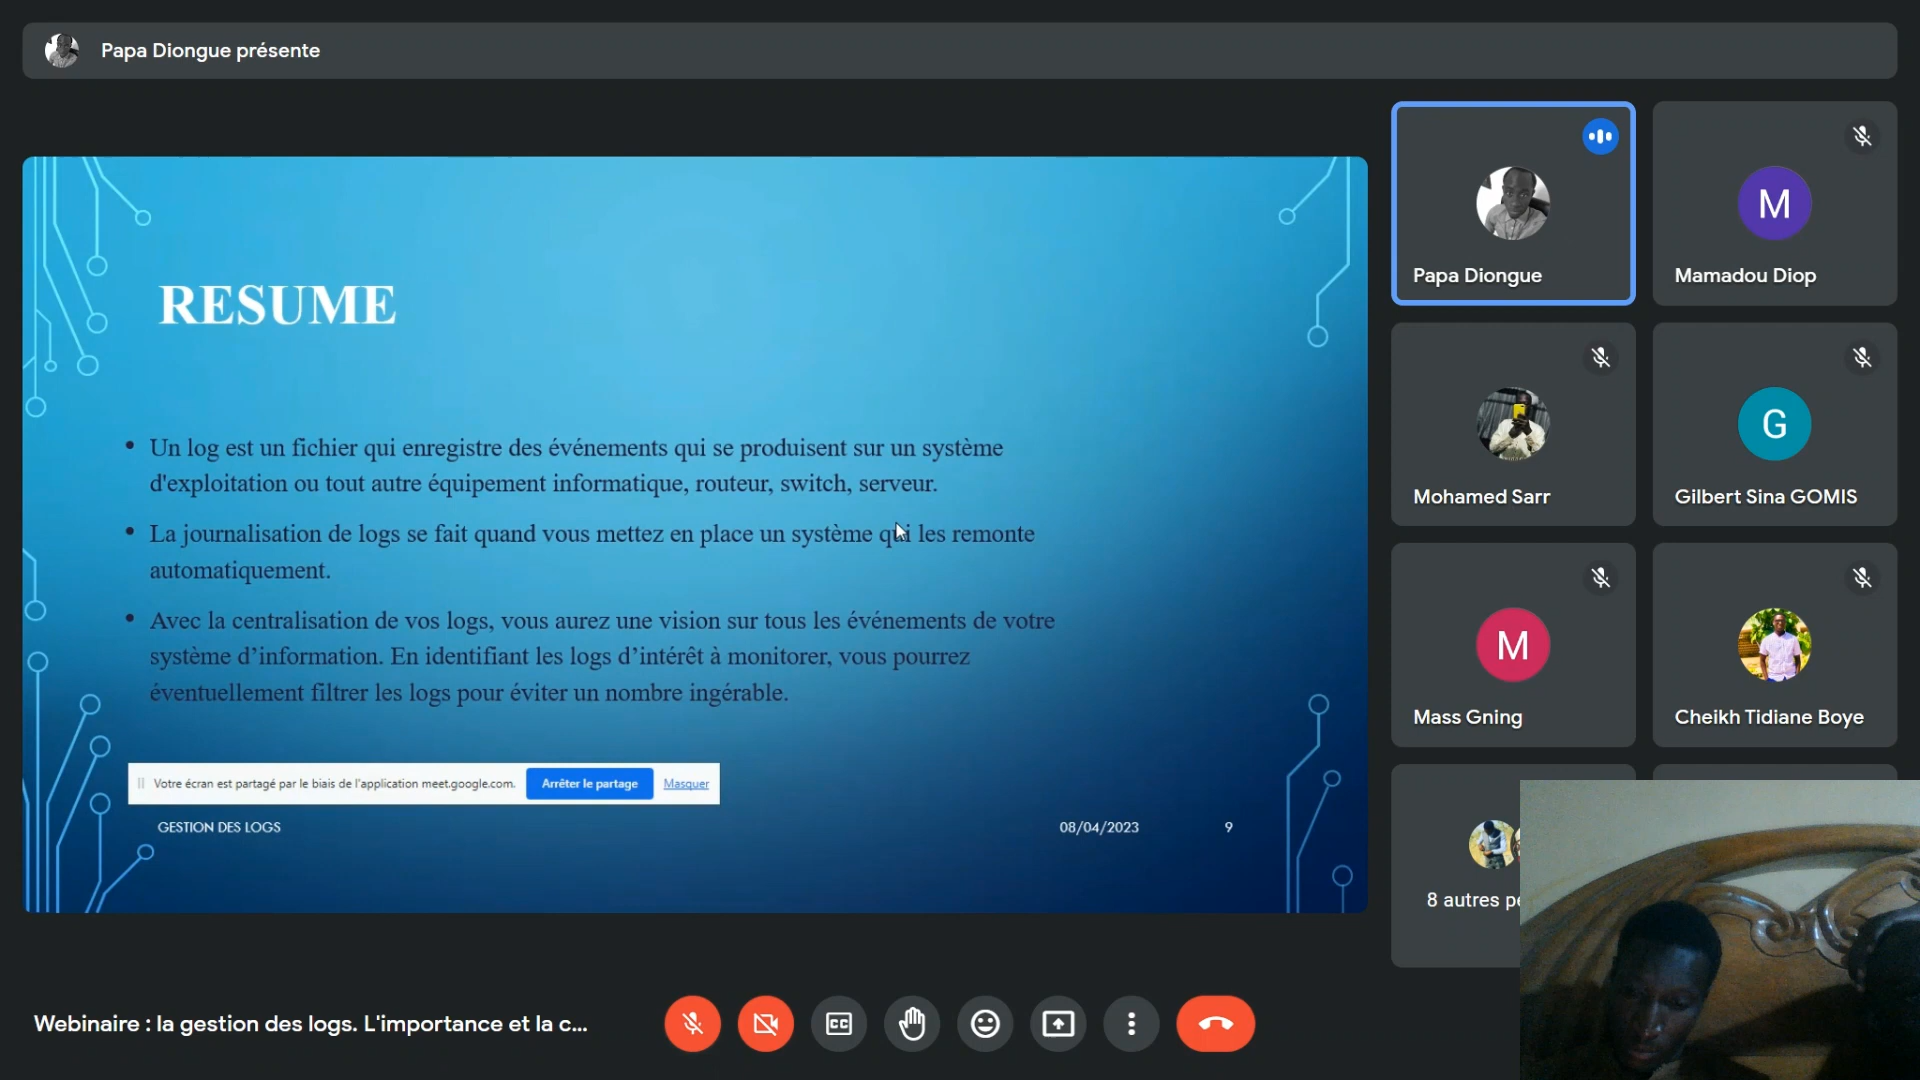 Papa Diongue présente
RESUME
• Un log est un fichier qui enregistre des événements qui se produisent sur un système
d'exploitation ou tout autre équipement informatique, routeur, switch, serveur.
• La journalisation de logs se fait quand vous mettez en place un système qui les remonte
automatiquement.
• Avec la centralisation de vos logs, vous aurez une vision sur tous les événements de votre
système d’information. En identifiant les logs d’intérêt à monitorer, vous pourrez
éventuellement filtrer les logs pour éviter un nombre ingérable.
Votre écran est partagé par le biais de l'application meet.google.com. Arrêter le partage Masquer
GESTION DES LOGS 08/04/2023 9
Papa Diongue
M
Mamadou Diop
Mohamed Sarr
G
Gilbert Sina GOMIS
M
Mass Gning
Cheikh Tidiane Boye
8 autres
Webinaire : la gestion des logs. L'importance et la c...
CC